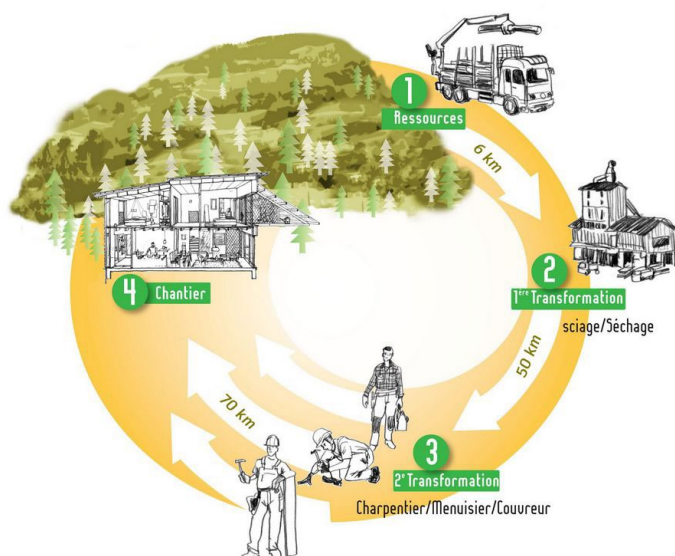 1
Ressources
6 km
2
1ère Transformation
sciage/Séchage
50 km
3
2e Transformation
Charpentier/Menuisier/Couvreur
70 km
4 Chantier